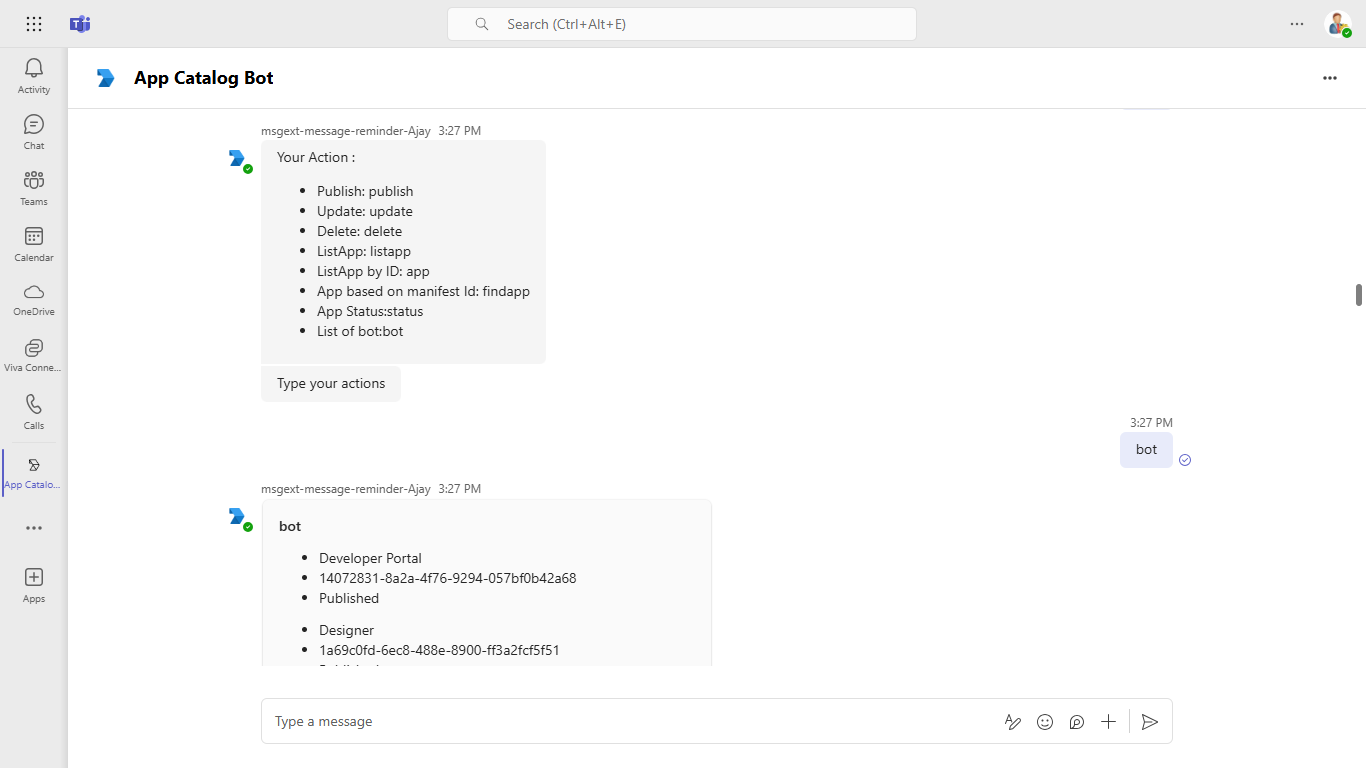 Search (Ctrl+Alt+E)
Activity
Chat
Teams
Calendar
OneDrive
Viva Conne...
Calls
App Catalo...
Apps
App Catalog Bot
msgext-message-reminder-Ajay 3:27 PM
Your Action :
Publish: publish
Update: update
Delete: delete
ListApp: listapp
ListApp by ID: app
App based on manifest Id: findapp
App Status:status
List of bot:bot
Type your actions
3:27 PM
bot
msgext-message-reminder-Ajay 3:27 PM
bot
Developer Portal
14072831-8a2a-4f76-9294-057bf0b42a68
Published
Designer
1a69c0fd-6ec8-488e-8900-ff3a2fcf5f51
Type a message